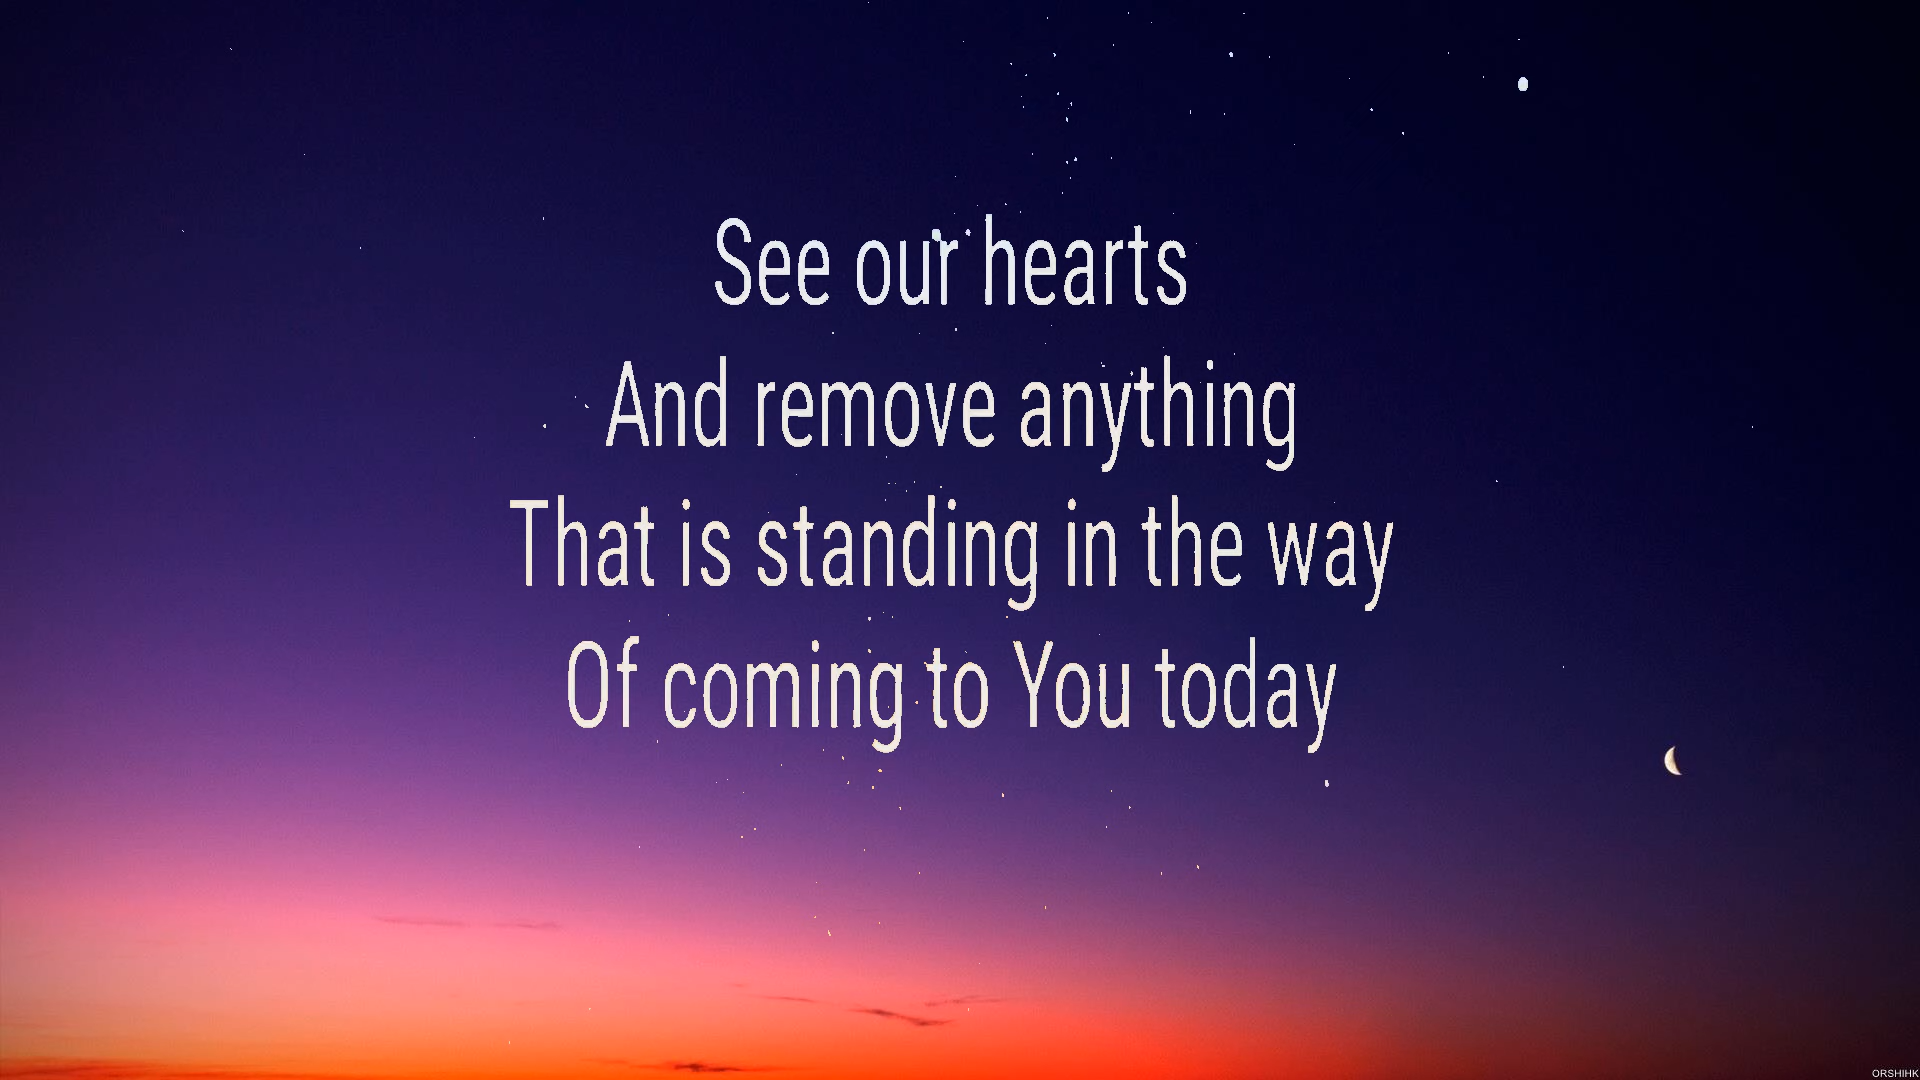 See our hearts
And remove anything
That is standing in the way
Of coming to You today
ORSHIHK